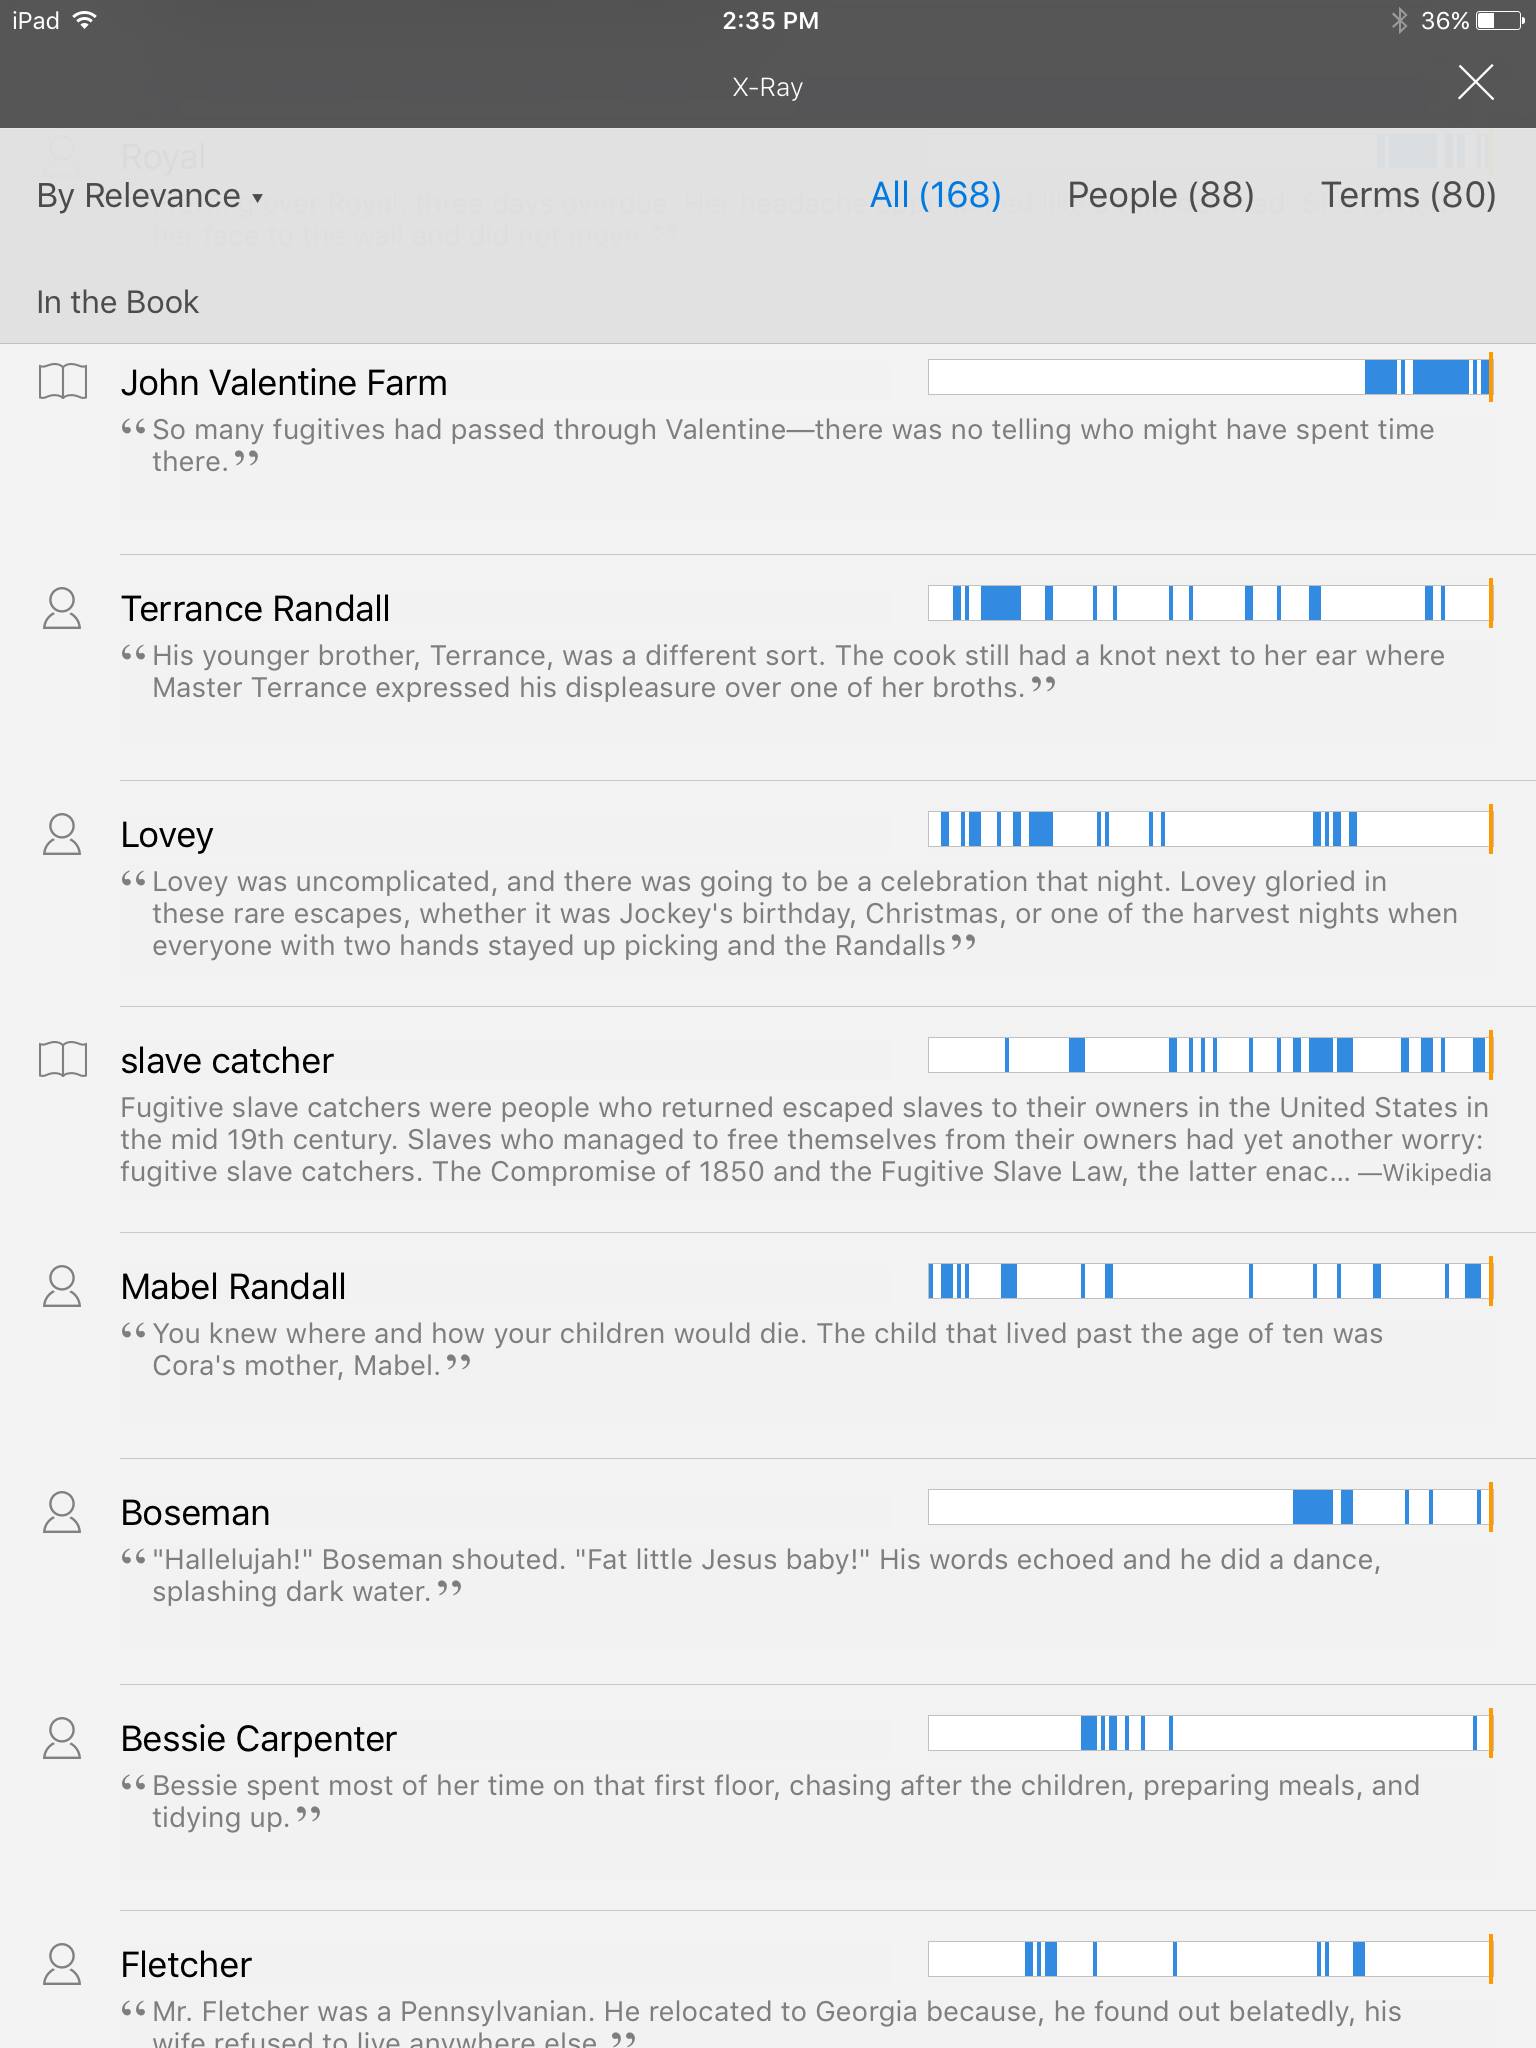 iPad 2:35 PM 36%
X-Ray
Royal
By Relevance ▾ All (168) People (88) Terms (80)
her face to the wall and did not move.”
In the Book
John Valentine Farm
“So many fugitives had passed through Valentine—there was no telling who might have spent time
there.”
Terrance Randall
“His younger brother, Terrance, was a different sort. The cook still had a knot next to her ear where
Master Terrance expressed his displeasure over one of her broths.”
Lovey
“Lovey was uncomplicated, and there was going to be a celebration that night. Lovey gloried in
these rare escapes, whether it was Jockey's birthday, Christmas, or one of the harvest nights when
everyone with two hands stayed up picking and the Randalls”
slave catcher
Fugitive slave catchers were people who returned escaped slaves to their owners in the United States in
the mid 19th century. Slaves who managed to free themselves from their owners had yet another worry:
fugitive slave catchers. The Compromise of 1850 and the Fugitive Slave Law, the latter enac... —Wikipedia
Mabel Randall
“You knew where and how your children would die. The child that lived past the age of ten was
Cora's mother, Mabel.”
Boseman
“"Hallelujah!" Boseman shouted. "Fat little Jesus baby!" His words echoed and he did a dance,
splashing dark water.”
Bessie Carpenter
“Bessie spent most of her time on that first floor, chasing after the children, preparing meals, and
tidying up.”
Fletcher
“Mr. Fletcher was a Pennsylvanian. He relocated to Georgia because, he found out belatedly, his
wife refused to live anywhere else.”